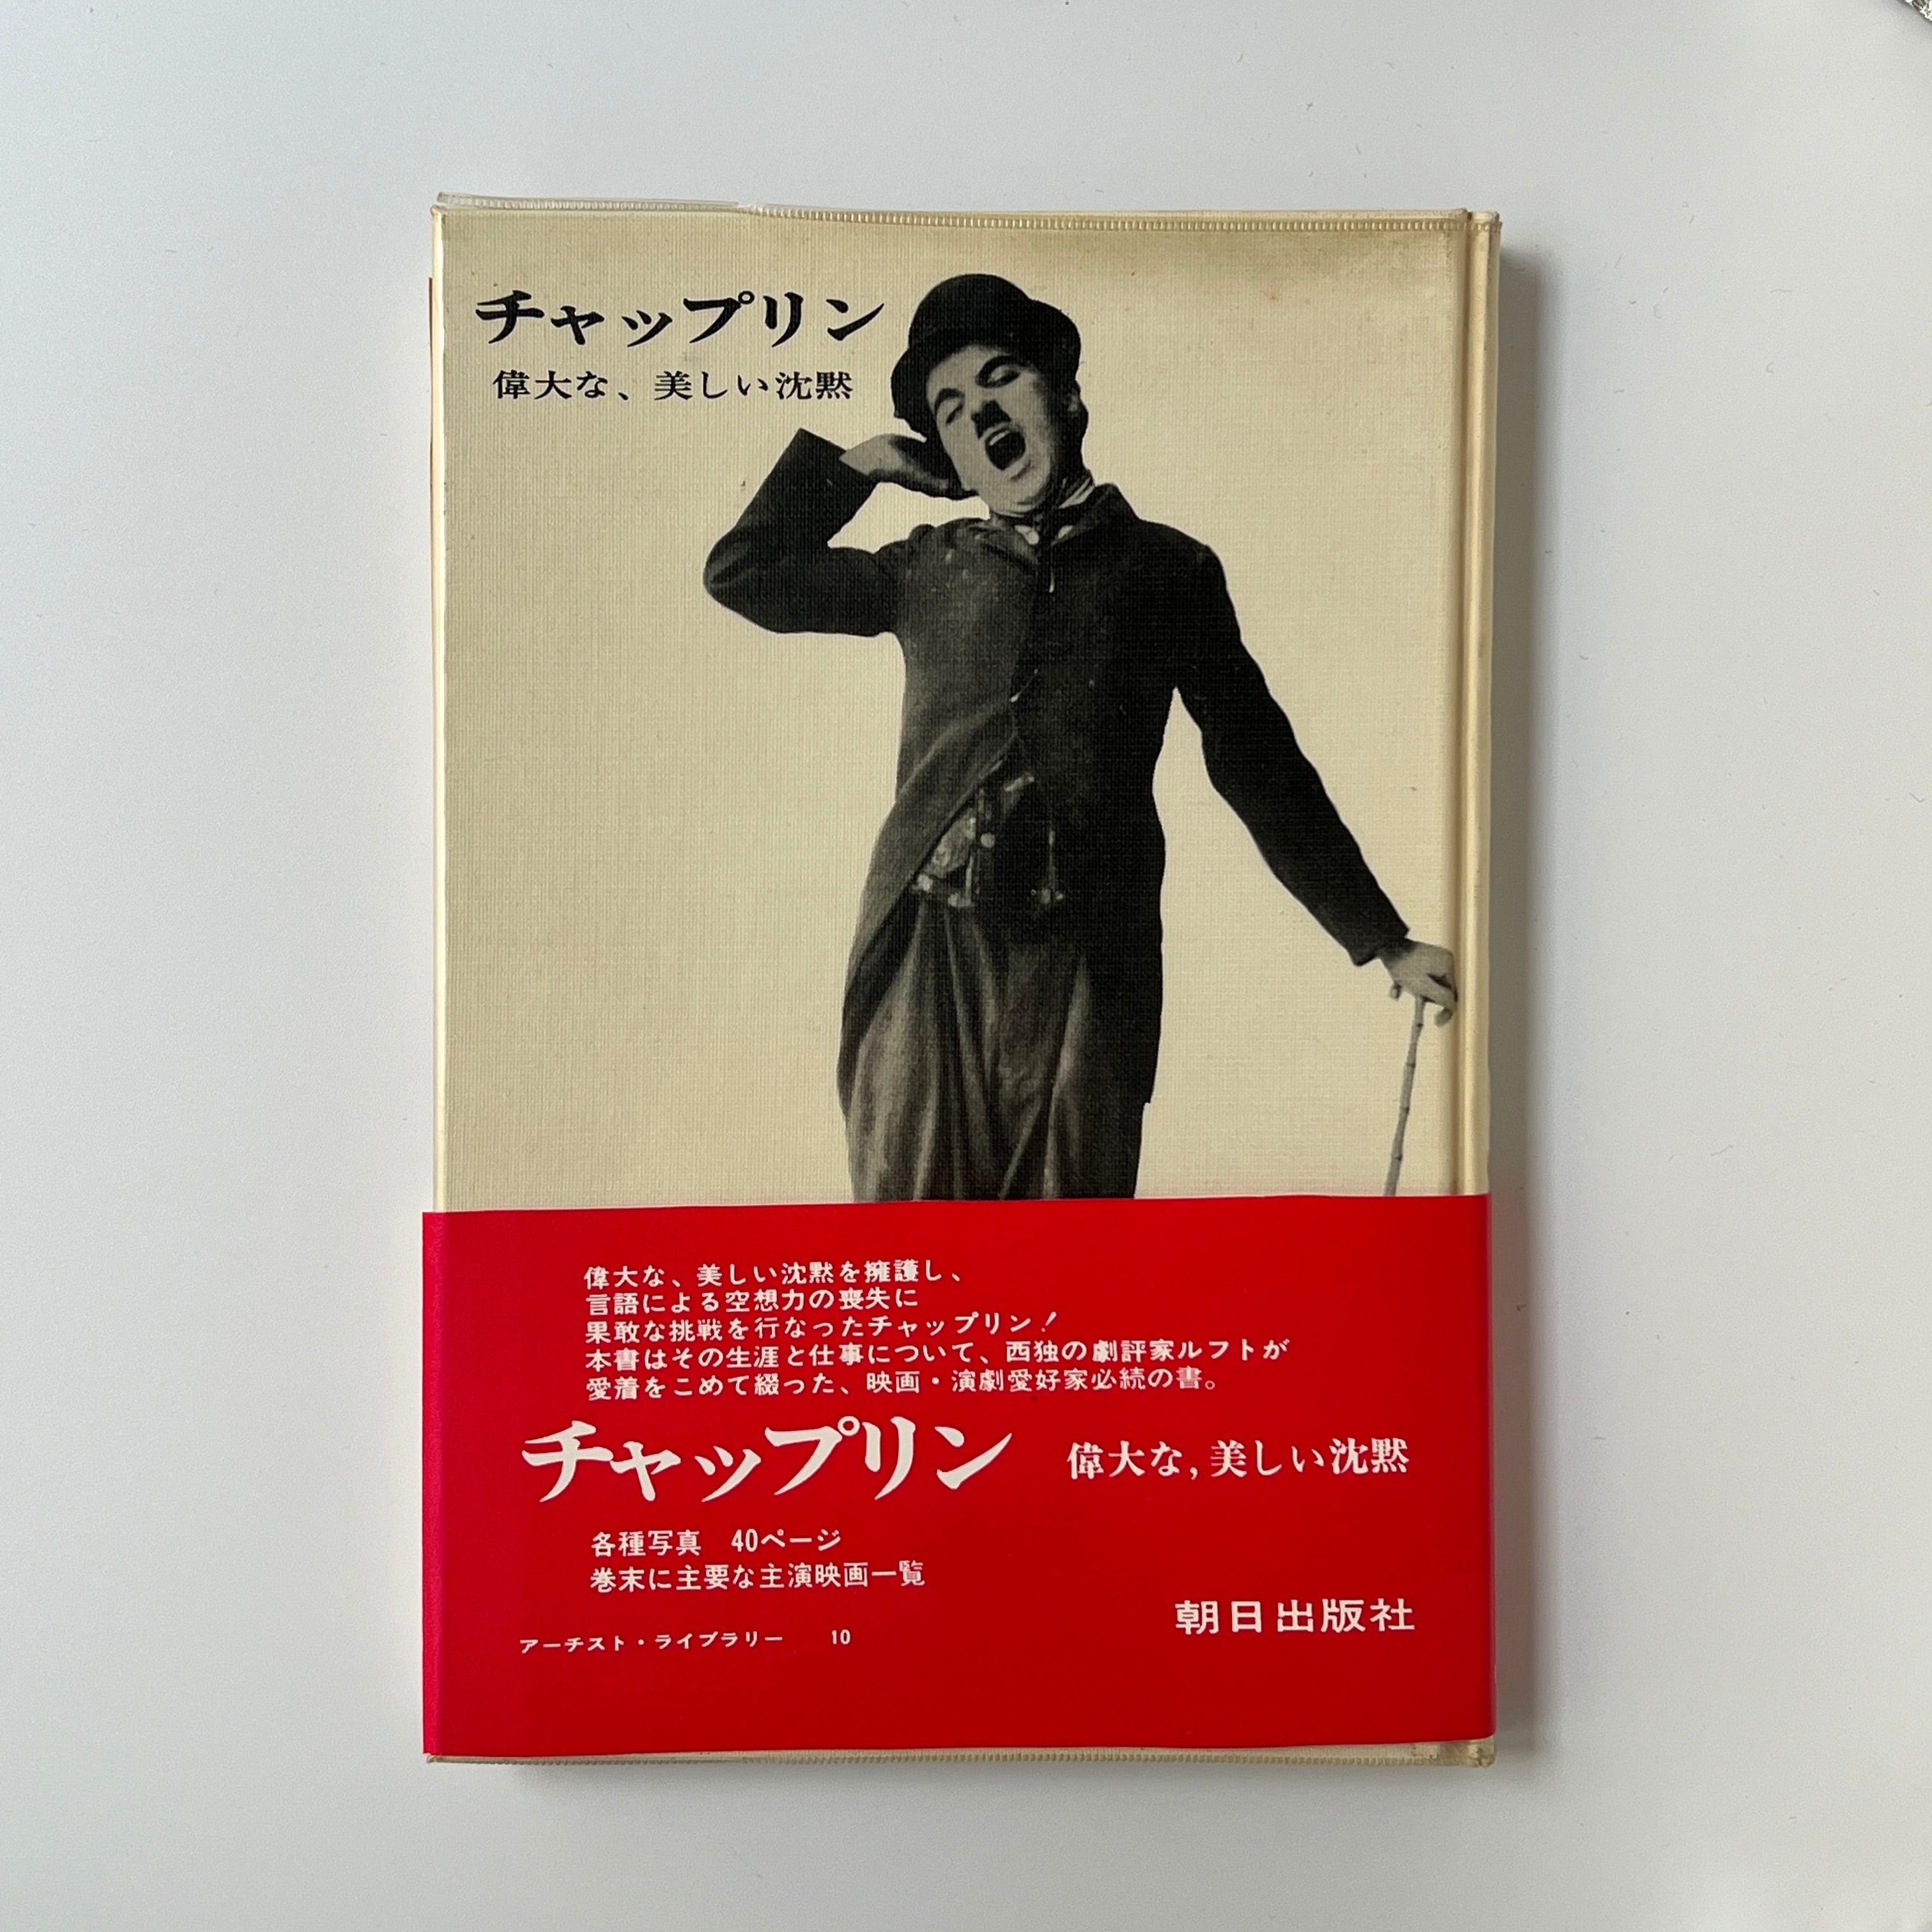 チャップリン
偉大な、美しい沈黙
偉大な、美しい沈黙を擁護し、
言語による空想力の喪失に
果敢な挑戦を行なったチャップリン！
本書はその生涯と仕事について、西独の劇評家ルフトが
愛着をこめて綴った、映画・演劇愛好家必続の書。
チャップリン 偉大な,美しい沈黙
各種写真 40ページ
巻末に主要な主演映画一覧
朝日出版社
アーチスト・ライブラリー 10